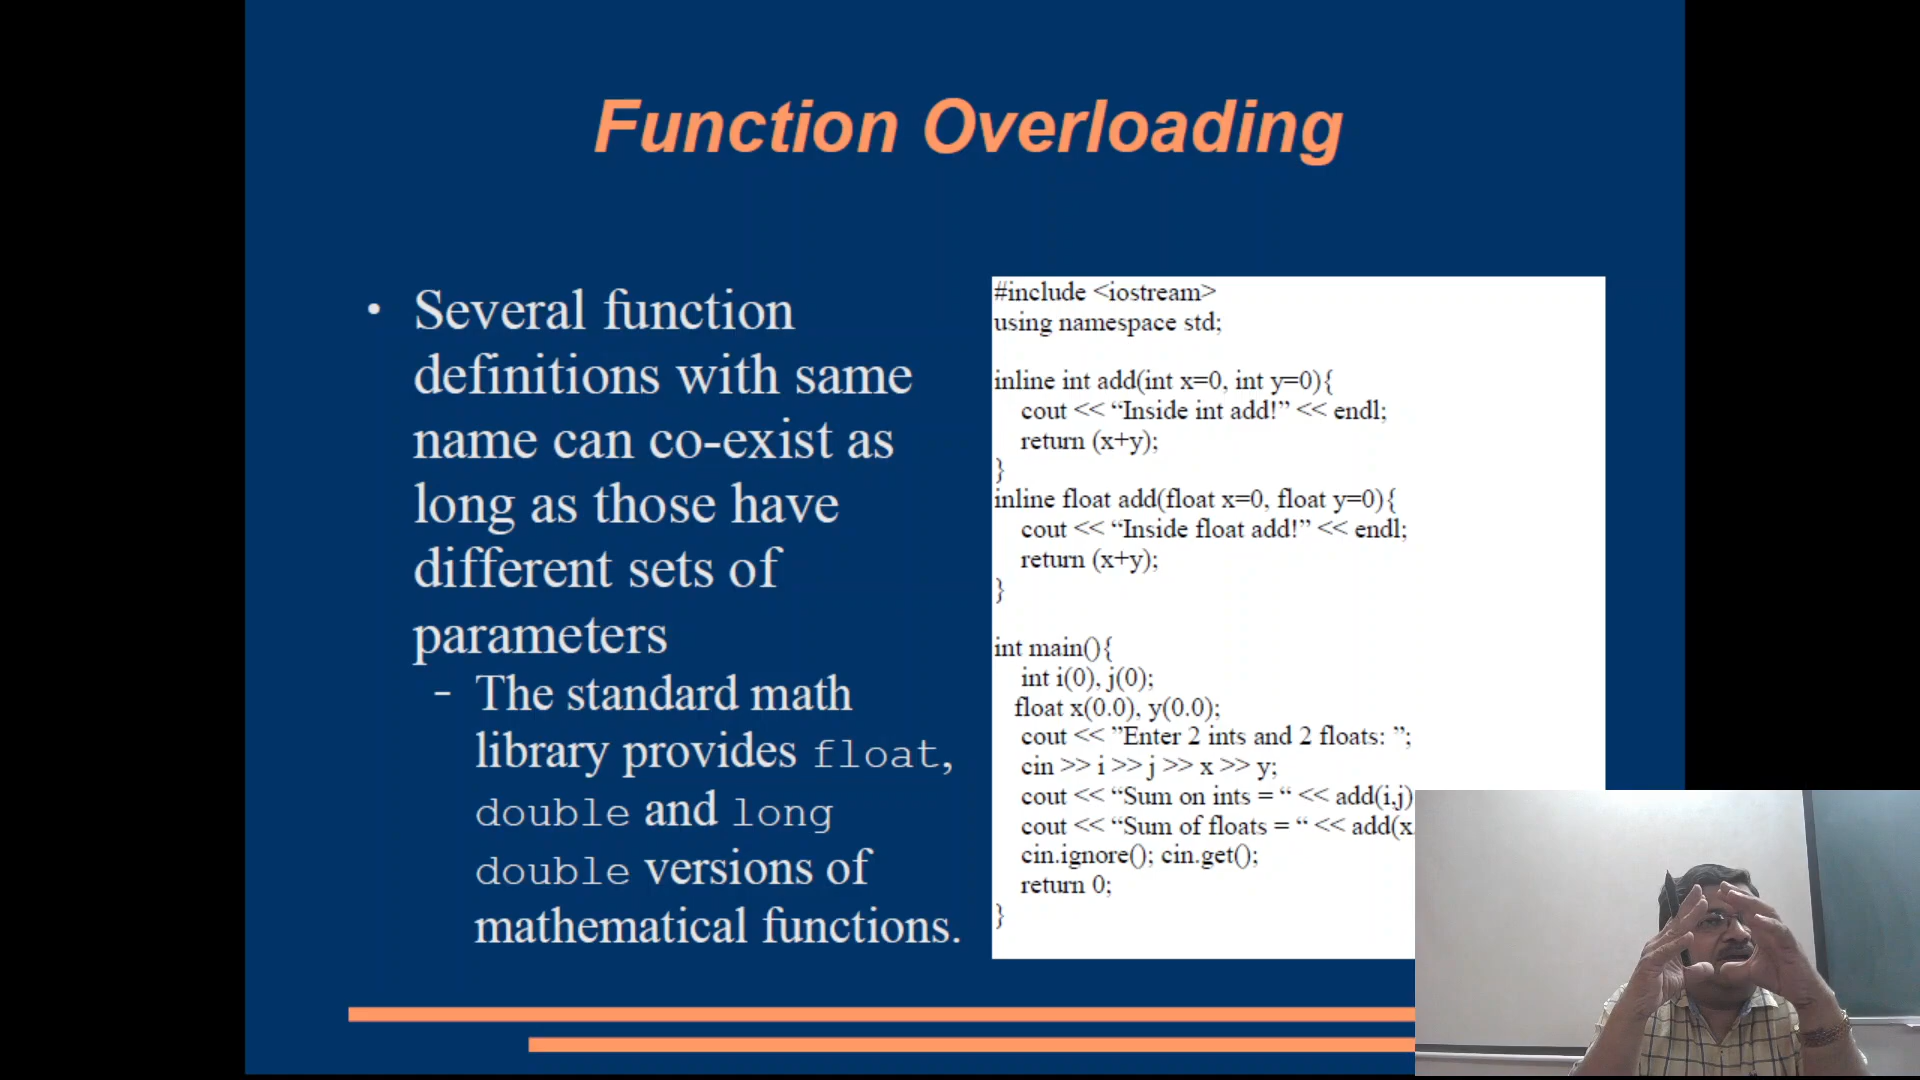 Function Overloading
• Several function
definitions with same
name can co-exist as
long as those have
different sets of
parameters
- The standard math
library provides float,
double and long
double versions of
mathematical functions.
#include <iostream>
using namespace std;
inline int add(int x=0, int y=0){
cout << “Inside int add!” << endl;
return (x+y);
}
inline float add(float x=0, float y=0){
cout << “Inside float add!” << endl;
return (x+y);
}
int main(){
int i(0), j(0);
float x(0.0), y(0.0);
cout << ”Enter 2 ints and 2 floats: ”;
cin >> i >> j >> x >> y;
cout << “Sum on ints = “ << add(i,j)
cout << “Sum of floats = “ << add(x
cin.ignore(); cin.get();
return 0;
}